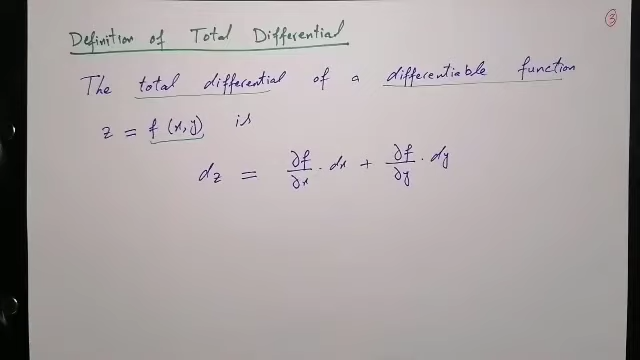 ③
Definition of Total Differential
The total differential of a differentiable function
z = f(x,y) is
dz = ∂f/∂x · dx + ∂f/∂y · dy